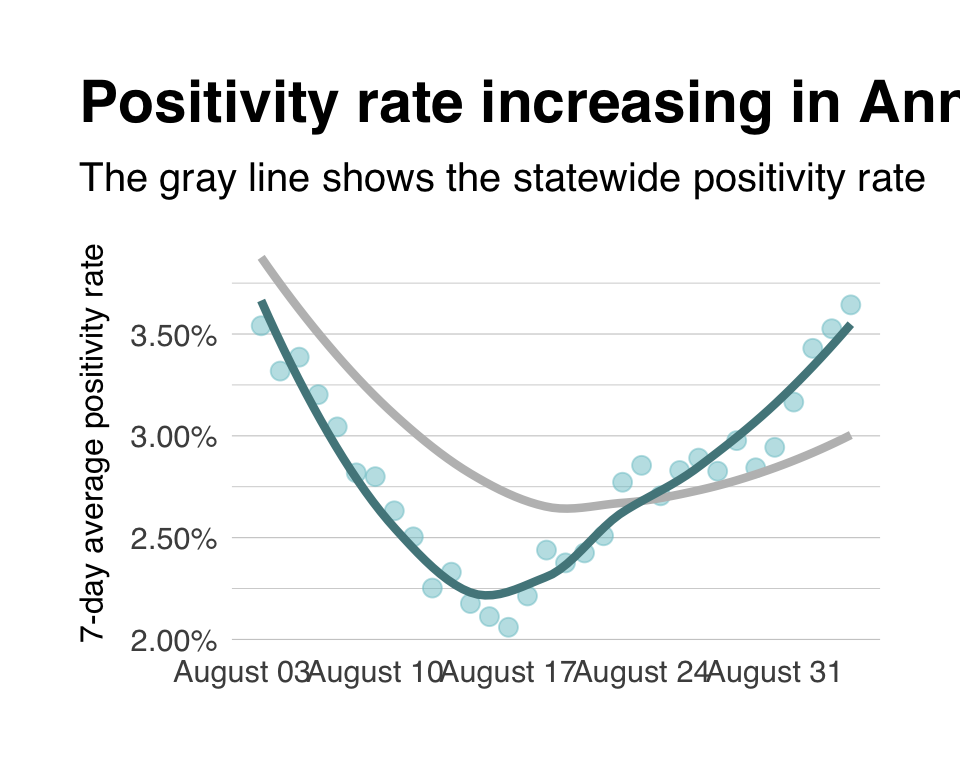 Positivity rate increasing in Ann
The gray line shows the statewide positivity rate
7-day average positivity rate
3.50%
3.00%
2.50%
2.00%
August 03 August 10 August 17 August 24 August 31